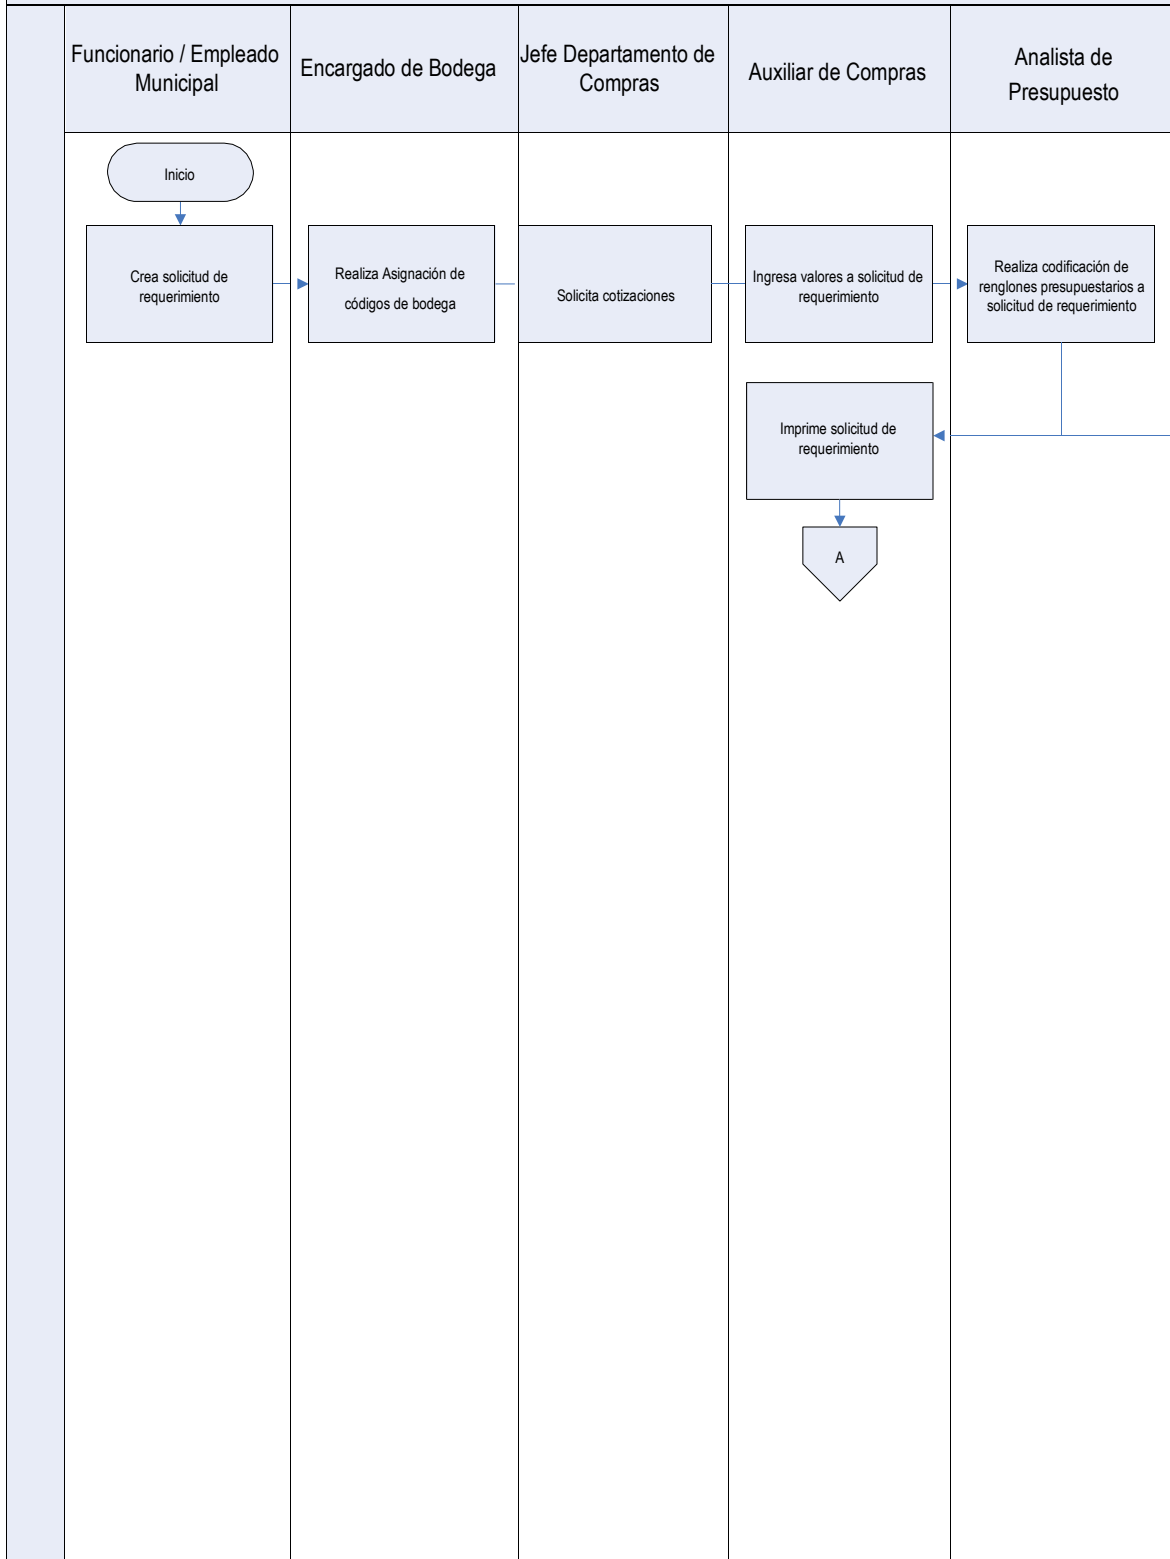 Funcionario / Empleado
Municipal
Encargado de Bodega
Jefe Departamento de
Compras
Auxiliar de Compras
Analista de
Presupuesto
Inicio
Crea solicitud de
requerimiento
Realiza Asignación de
códigos de bodega
Solicita cotizaciones
Ingresa valores a solicitud de
requerimiento
Realiza codificación de
renglones presupuestarios a
solicitud de requerimiento
Imprime solicitud de
requerimiento
A